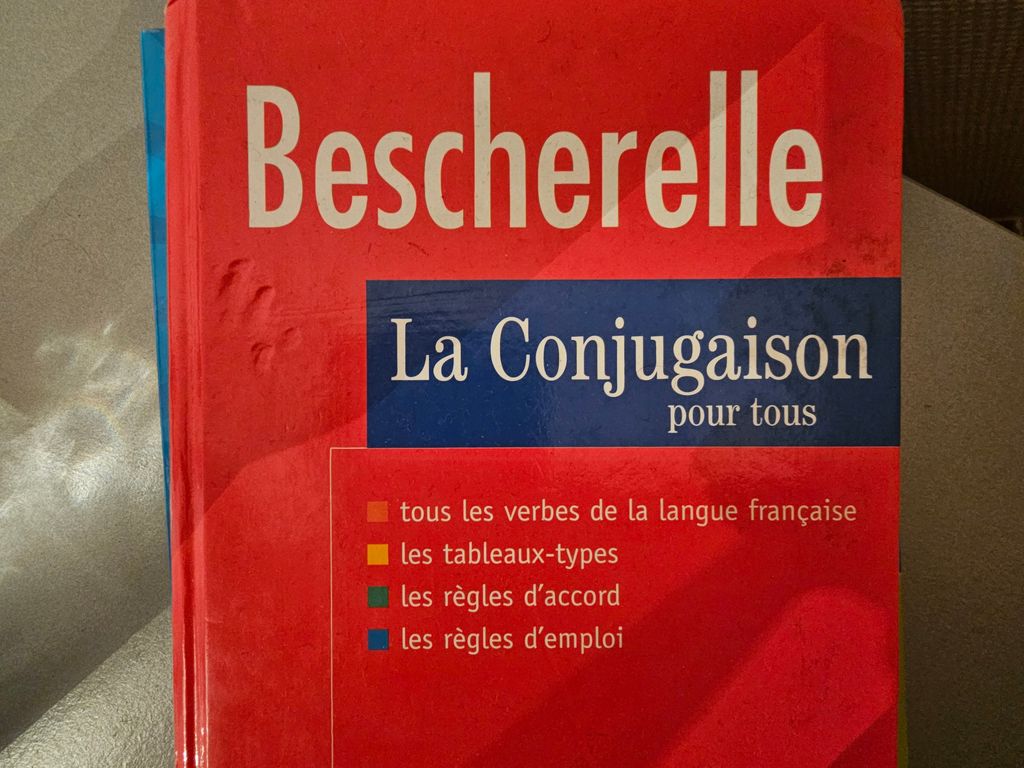 Bescherelle
La Conjugaison
pour tous
tous les verbes de la langue française
les tableaux-types
les règles d'accord
les règles d'emploi